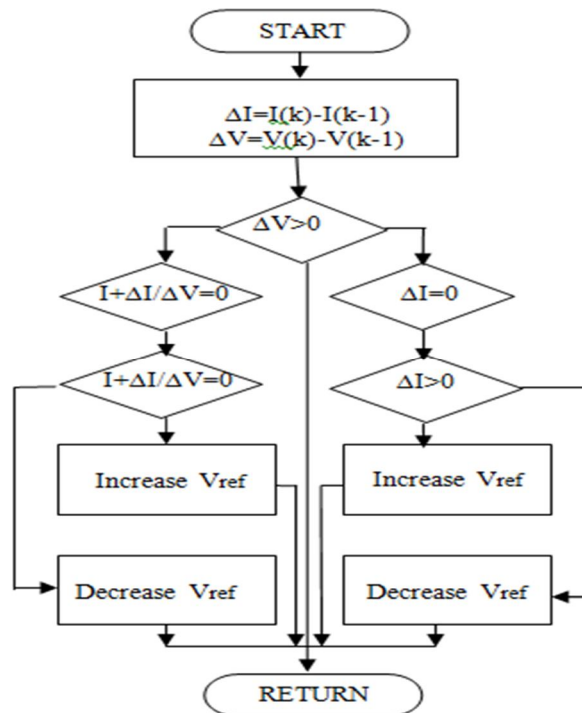 START
ΔI=I(k)-I(k-1)
ΔV=V(k)-V(k-1)
ΔV>0
I+ΔI/ΔV=0
ΔI=0
I+ΔI/ΔV=0
ΔI>0
Increase Vref
Increase Vref
Decrease Vref
Decrease Vref
RETURN